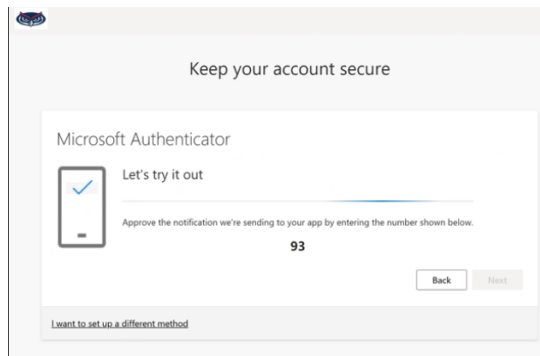 Keep your account secure
Microsoft Authenticator
Let's try it out
Approve the notification we're sending to your app by entering the number shown below.
93
Back
Next
I want to set up a different method